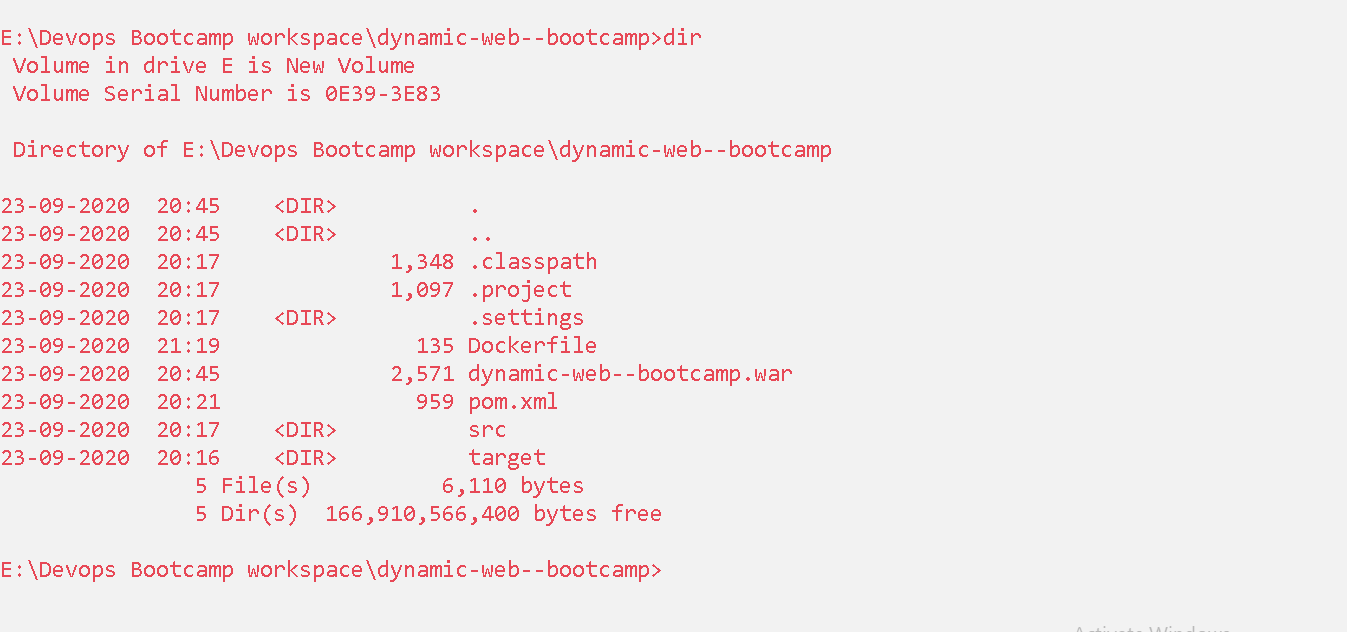 E:\Devops Bootcamp workspace\dynamic-web--bootcamp>dir
Volume in drive E is New Volume
Volume Serial Number is 0E39-3E83
Directory of E:\Devops Bootcamp workspace\dynamic-web--bootcamp
23-09-2020 20:45 <DIR> .
23-09-2020 20:45 <DIR> ..
23-09-2020 20:17 1,348 .classpath
23-09-2020 20:17 1,097 .project
23-09-2020 20:17 <DIR> .settings
23-09-2020 21:19 135 Dockerfile
23-09-2020 20:45 2,571 dynamic-web--bootcamp.war
23-09-2020 20:21 959 pom.xml
23-09-2020 20:17 <DIR> src
23-09-2020 20:16 <DIR> target
5 File(s) 6,110 bytes
5 Dir(s) 166,910,566,400 bytes free
E:\Devops Bootcamp workspace\dynamic-web--bootcamp>
Activate Windows